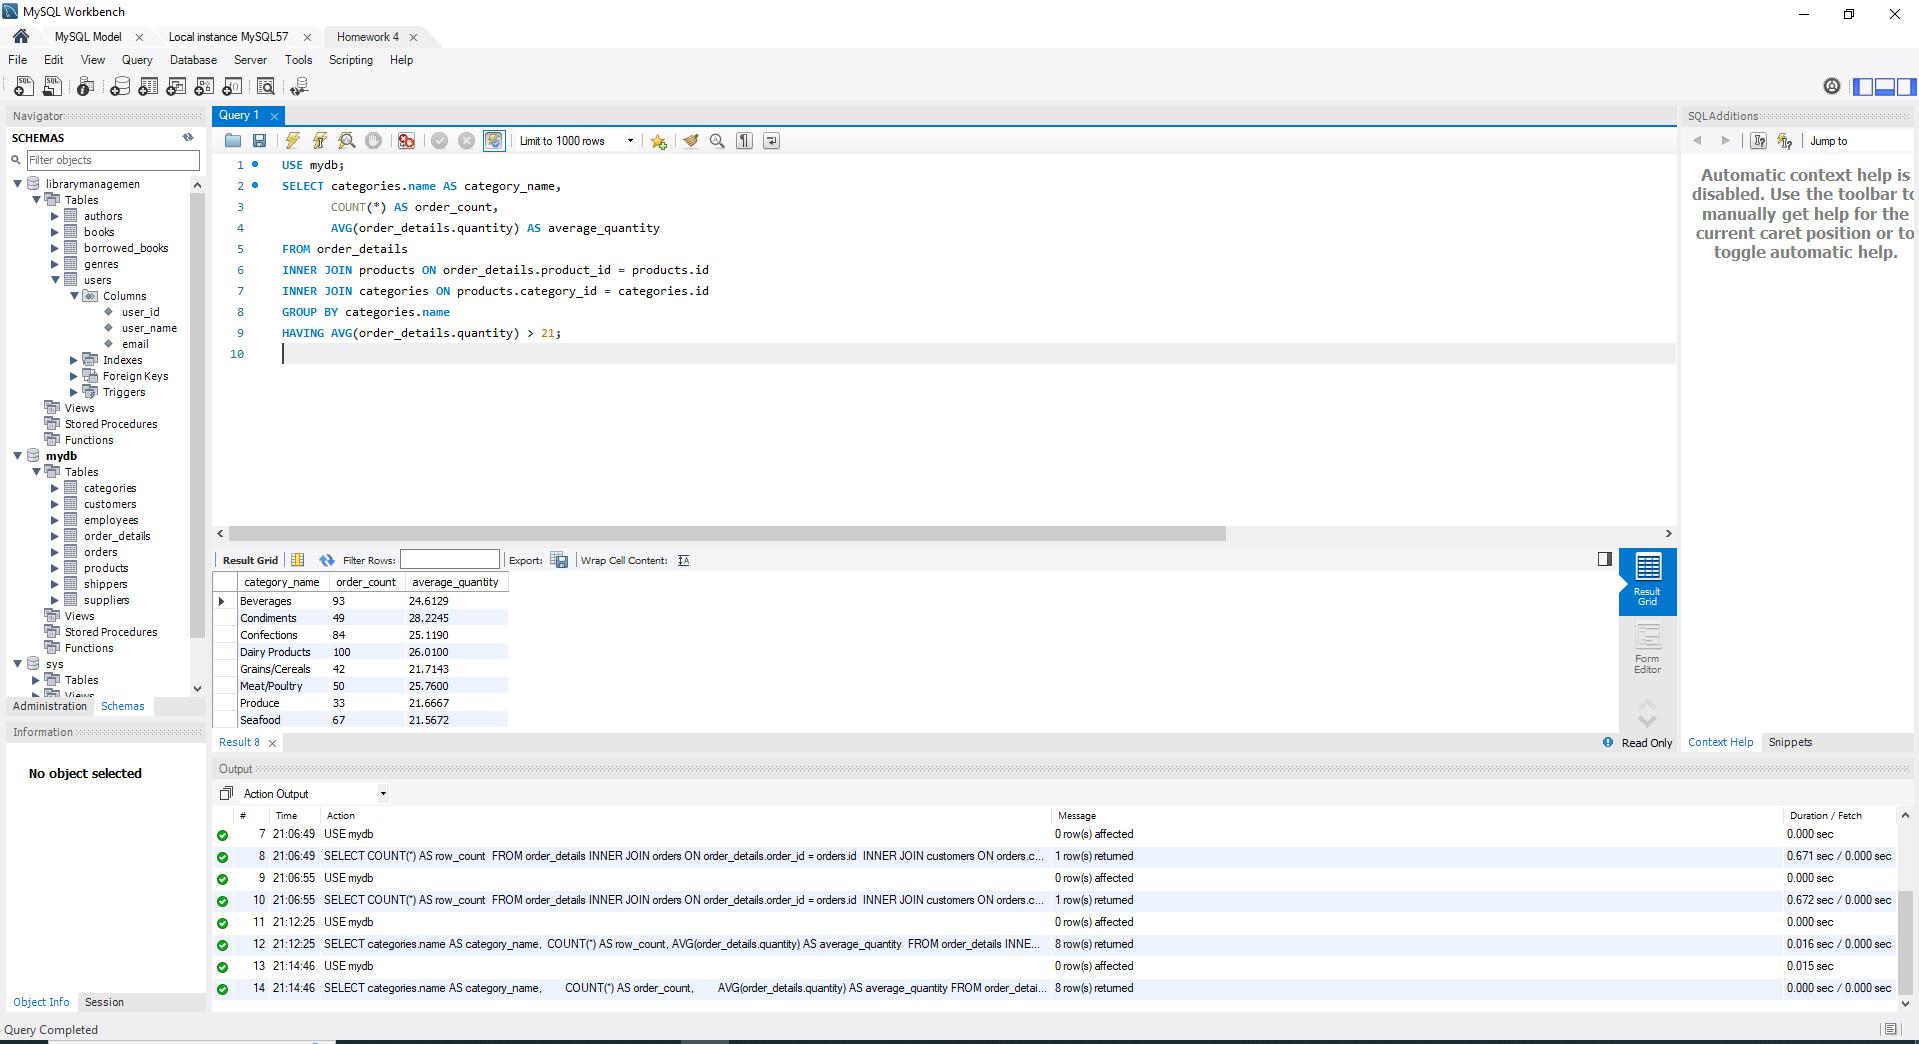 MySQL Workbench
MySQL Model
Local instance MySQL57
Homework 4
File Edit View Query Database Server Tools Scripting Help
Navigator
SCHEMAS
Filter objects
librarymanagemen
Tables
authors
books
borrowed_books
genres
users
Columns
user_id
user_name
email
Indexes
Foreign Keys
Triggers
Views
Stored Procedures
Functions
mydb
Tables
categories
customers
employees
order_details
orders
products
shippers
suppliers
Views
Stored Procedures
Functions
sys
Tables
Views
Administration Schemas
Information
No object selected
Object Info Session
Query 1
Limit to 1000 rows
1 USE mydb;
2 SELECT categories.name AS category_name,
3 COUNT(*) AS order_count,
4 AVG(order_details.quantity) AS average_quantity
5 FROM order_details
6 INNER JOIN products ON order_details.product_id = products.id
7 INNER JOIN categories ON products.category_id = categories.id
8 GROUP BY categories.name
9 HAVING AVG(order_details.quantity) > 21;
10
Result Grid Filter Rows: Export: Wrap Cell Content:
category_name order_count average_quantity
Beverages 93 24.6129
Condiments 49 28.2245
Confections 84 25.1190
Dairy Products 100 26.0100
Grains/Cereals 42 21.7143
Meat/Poultry 50 25.7600
Produce 33 21.6667
Seafood 67 21.5672
Result Grid
Form Editor
Result 8
Read Only
SQLAdditions
Jump to
Automatic context help is
disabled. Use the toolbar to
manually get help for the
current caret position or to
toggle automatic help.
Context Help Snippets
Output
Action Output
# Time Action Message Duration / Fetch
7 21:06:49 USE mydb 0 row(s) affected 0.000 sec
8 21:06:49 SELECT COUNT(*) AS row_count FROM order_details INNER JOIN orders ON order_details.order_id = orders.id INNER JOIN customers ON orders.c... 1 row(s) returned 0.671 sec / 0.000 sec
9 21:06:55 USE mydb 0 row(s) affected 0.000 sec
10 21:06:55 SELECT COUNT(*) AS row_count FROM order_details INNER JOIN orders ON order_details.order_id = orders.id INNER JOIN customers ON orders.c... 1 row(s) returned 0.672 sec / 0.000 sec
11 21:12:25 USE mydb 0 row(s) affected 0.000 sec
12 21:12:25 SELECT categories.name AS category_name, COUNT(*) AS row_count, AVG(order_details.quantity) AS average_quantity FROM order_details INNE... 8 row(s) returned 0.016 sec / 0.000 sec
13 21:14:46 USE mydb 0 row(s) affected 0.015 sec
14 21:14:46 SELECT categories.name AS category_name, COUNT(*) AS order_count, AVG(order_details.quantity) AS average_quantity FROM order_detai... 8 row(s) returned 0.000 sec / 0.000 sec
Query Completed